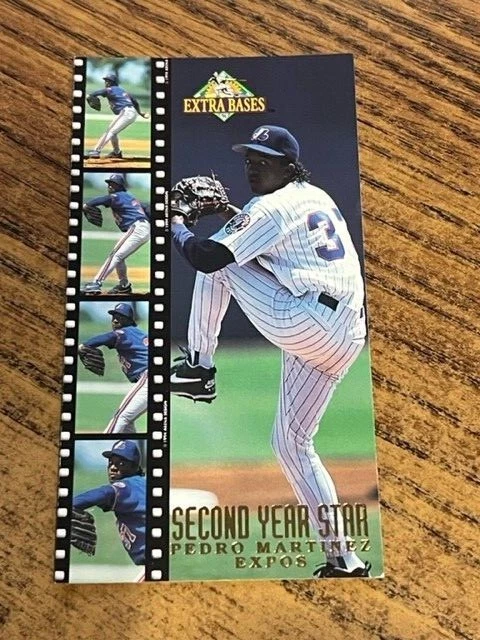 EXTRA BASES
SECOND YEAR STAR
PEDRO MARTINEZ
EXPOS